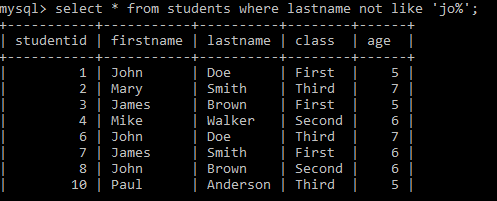 mysql> select * from students where lastname not like 'jo%';
+-----------+-----------+----------+--------+------+
| studentid | firstname | lastname | class | age |
+-----------+-----------+----------+--------+------+
| 1 | John | Doe | First | 5 |
| 2 | Mary | Smith | Third | 7 |
| 3 | James | Brown | First | 5 |
| 4 | Mike | Walker | Second | 6 |
| 6 | John | Doe | Third | 7 |
| 7 | James | Smith | First | 6 |
| 8 | John | Brown | Second | 6 |
| 10 | Paul | Anderson | Third | 5 |